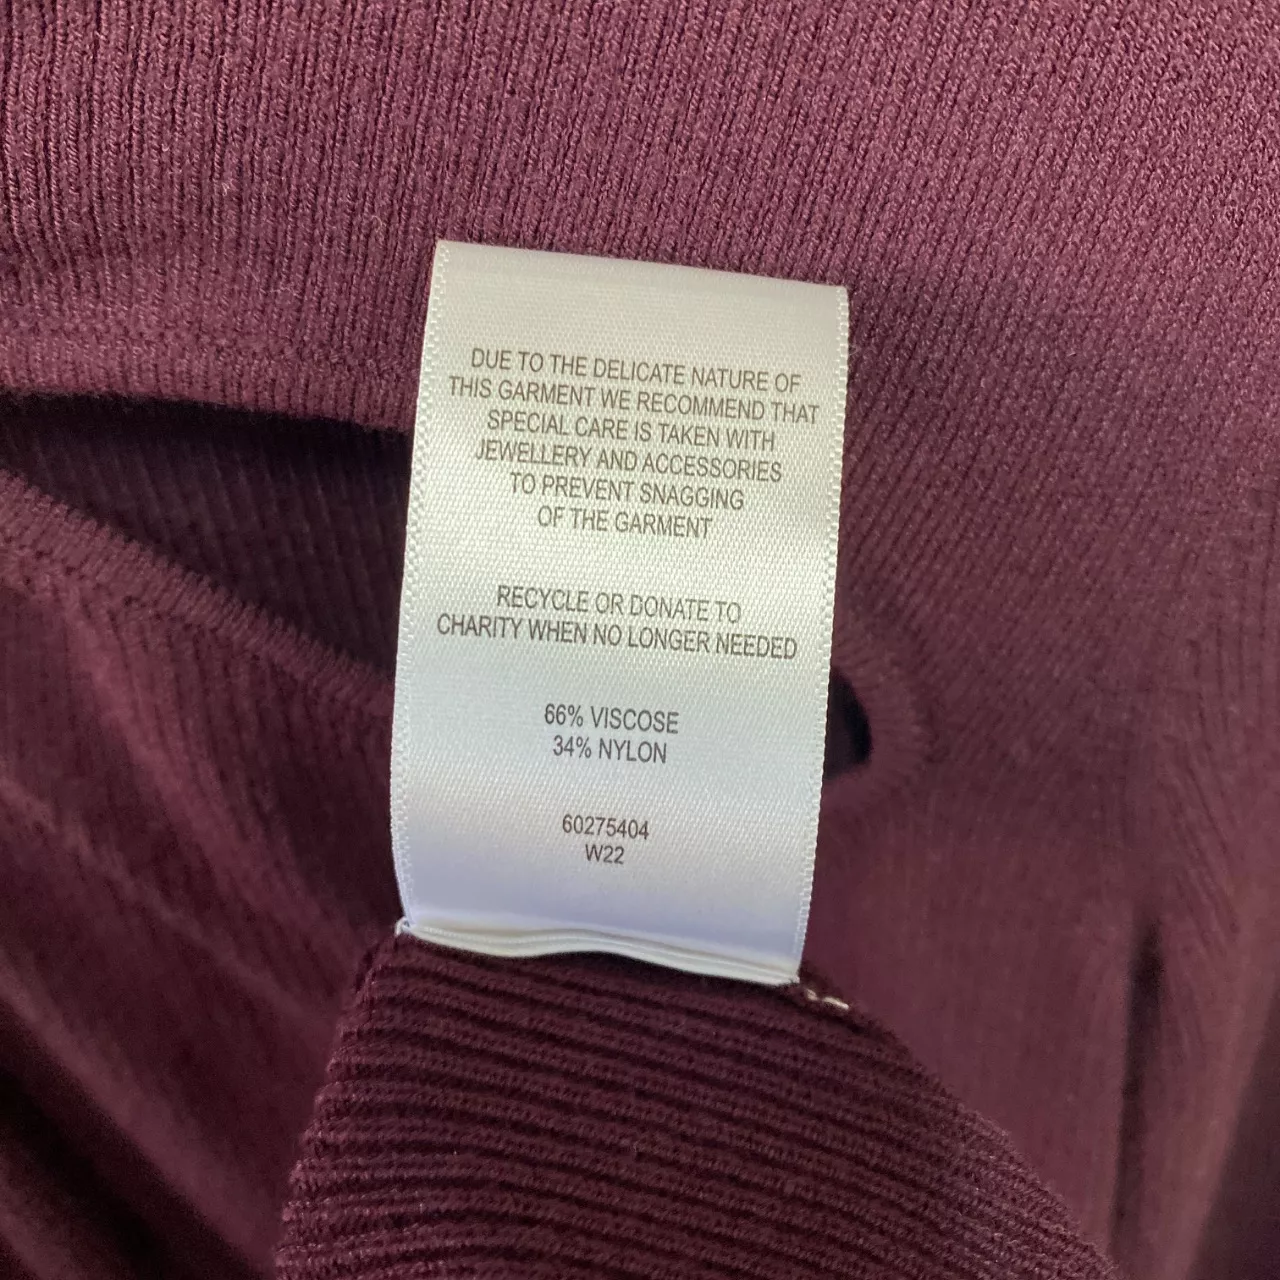 DUE TO THE DELICATE NATURE OF
THIS GARMENT WE RECOMMEND THAT
SPECIAL CARE IS TAKEN WITH
JEWELLERY AND ACCESSORIES
TO PREVENT SNAGGING
OF THE GARMENT
RECYCLE OR DONATE TO
CHARITY WHEN NO LONGER NEEDED
66% VISCOSE
34% NYLON
60275404
W22